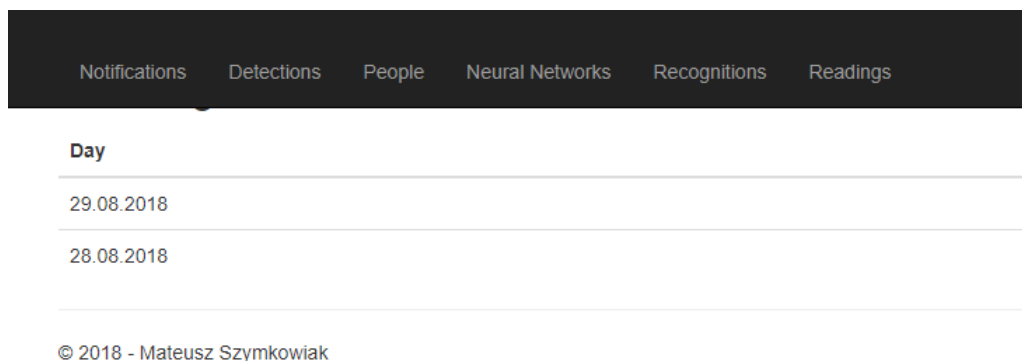 Notifications Detections People Neural Networks Recognitions Readings
Day
29.08.2018
28.08.2018
© 2018 - Mateusz Szymkowiak